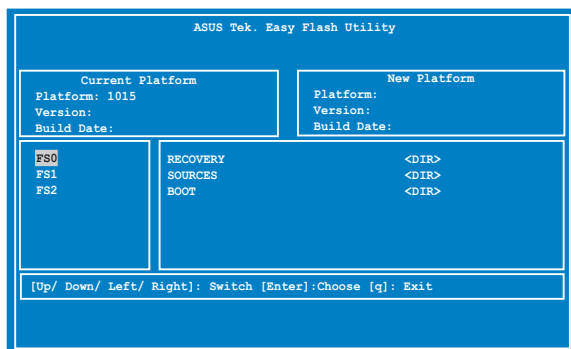 ASUS Tek. Easy Flash Utility
Current Platform
Platform: 1015
Version:
Build Date:
New Platform
Platform:
Version:
Build Date:
FS0
FS1
FS2
RECOVERY <DIR>
SOURCES <DIR>
BOOT <DIR>
[Up/ Down/ Left/ Right]: Switch [Enter]:Choose [q]: Exit